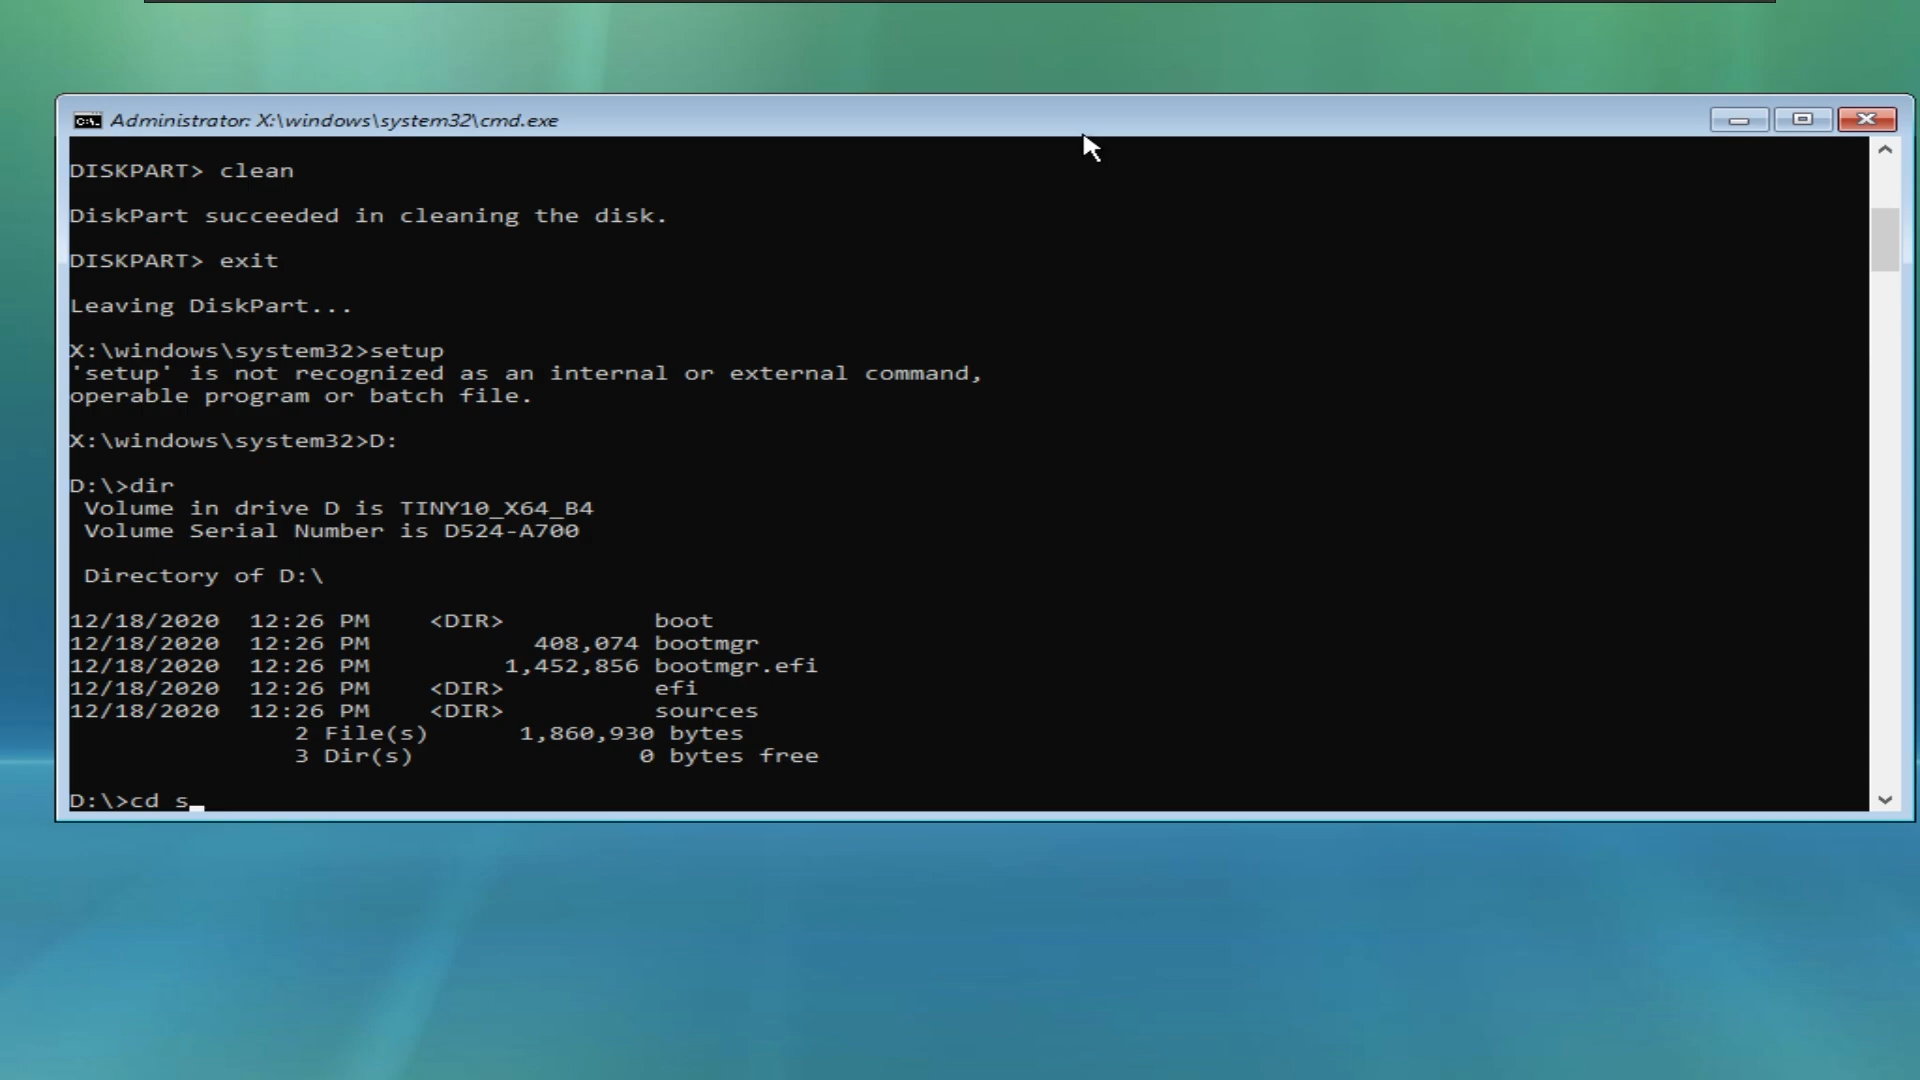 Administrator: X:\windows\system32\cmd.exe
DISKPART> clean
DiskPart succeeded in cleaning the disk.
DISKPART> exit
Leaving DiskPart...
X:\windows\system32>setup
'setup' is not recognized as an internal or external command,
operable program or batch file.
X:\windows\system32>D:
D:\>dir
Volume in drive D is TINY10_X64_B4
Volume Serial Number is D524-A700
Directory of D:\
12/18/2020  12:26 PM    <DIR>          boot
12/18/2020  12:26 PM           408,074 bootmgr
12/18/2020  12:26 PM         1,452,856 bootmgr.efi
12/18/2020  12:26 PM    <DIR>          efi
12/18/2020  12:26 PM    <DIR>          sources
2 File(s)      1,860,930 bytes
3 Dir(s)               0 bytes free
D:\>cd s_